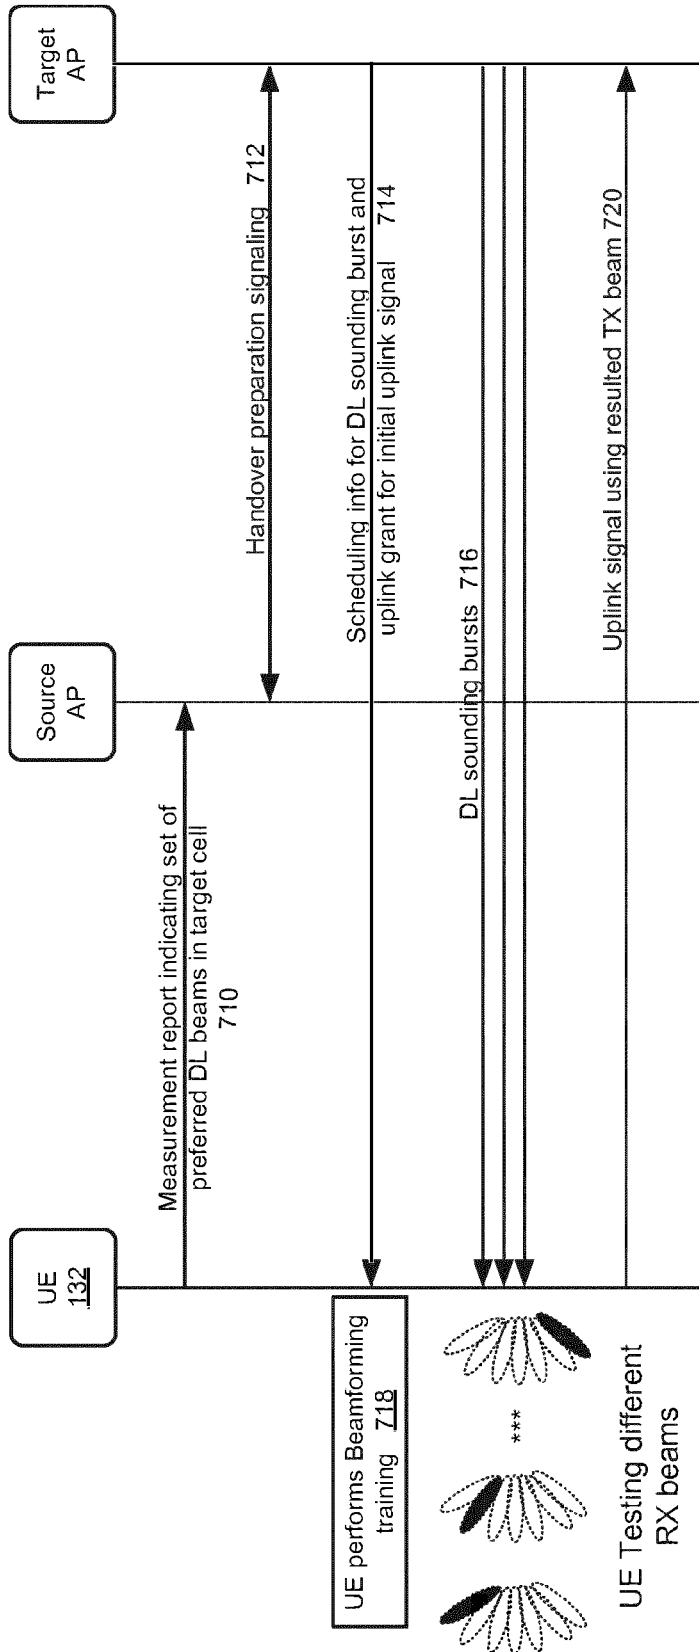 UE
132
Source
AP
Target
AP
Measurement report indicating set of
preferred DL beams in target cell
710
Handover preparation signaling 712
Scheduling info for DL sounding burst and
uplink grant for initial uplink signal 714
UE performs Beamforming
training 718
DL sounding bursts 716
***
Uplink signal using resulted TX beam 720
UE Testing different
RX beams